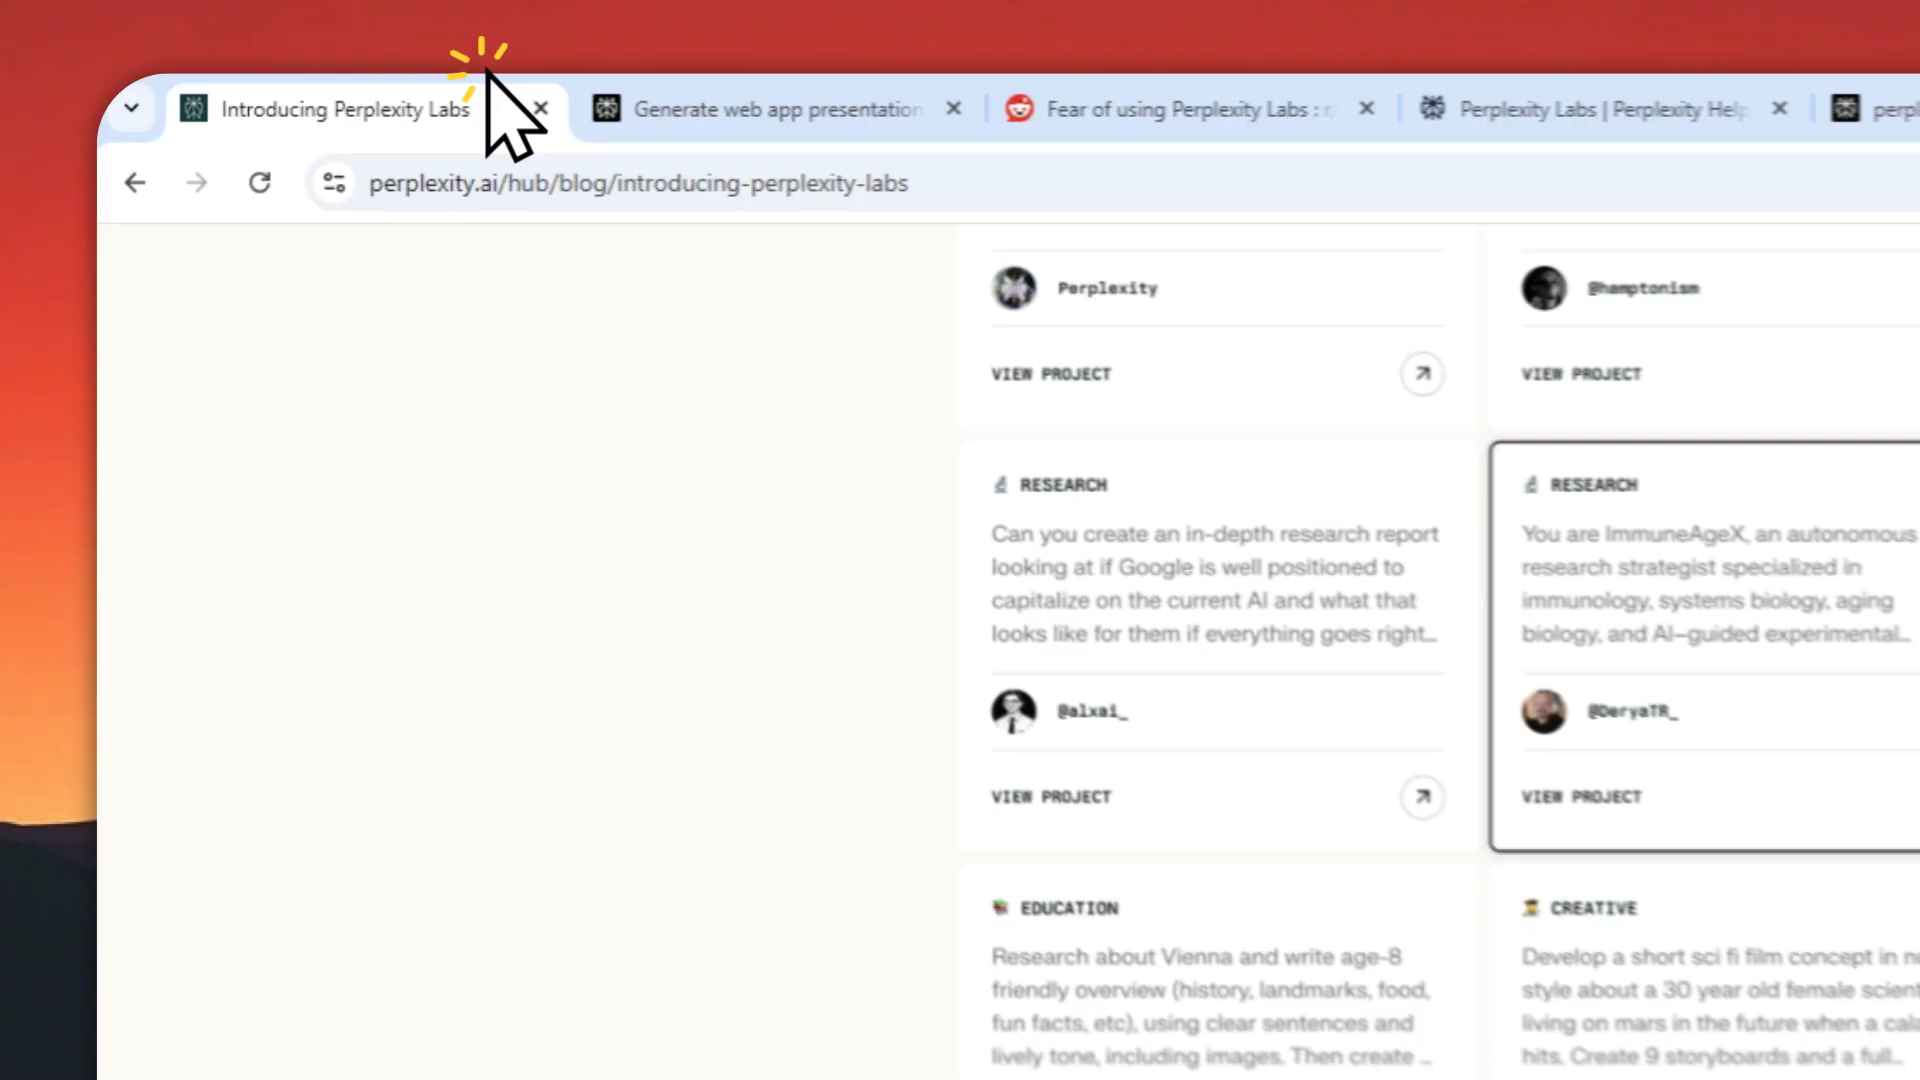 Introducing Perplexity Labs
Generate web app presentation
Fear of using Perplexity Labs : r/
Perplexity Labs | Perplexity Help
perpl
perplexity.ai/hub/blog/introducing-perplexity-labs
Perplexity
@hamptonism
VIEW PROJECT
VIEW PROJECT
RESEARCH
Can you create an in-depth research report
looking at if Google is well positioned to
capitalize on the current AI and what that
looks like for them if everything goes right...
@alxai_
VIEW PROJECT
RESEARCH
You are ImmuneAgeX, an autonomous
research strategist specialized in
immunology, systems biology, aging
biology, and AI–guided experimental...
@DeryaTR_
VIEW PROJECT
EDUCATION
Research about Vienna and write age-8
friendly overview (history, landmarks, food,
fun facts, etc), using clear sentences and
lively tone, including images. Then create ...
CREATIVE
Develop a short sci fi film concept in
style about a 30 year old female
living on mars in the future when a
hits. Create 9 storyboards and a full...